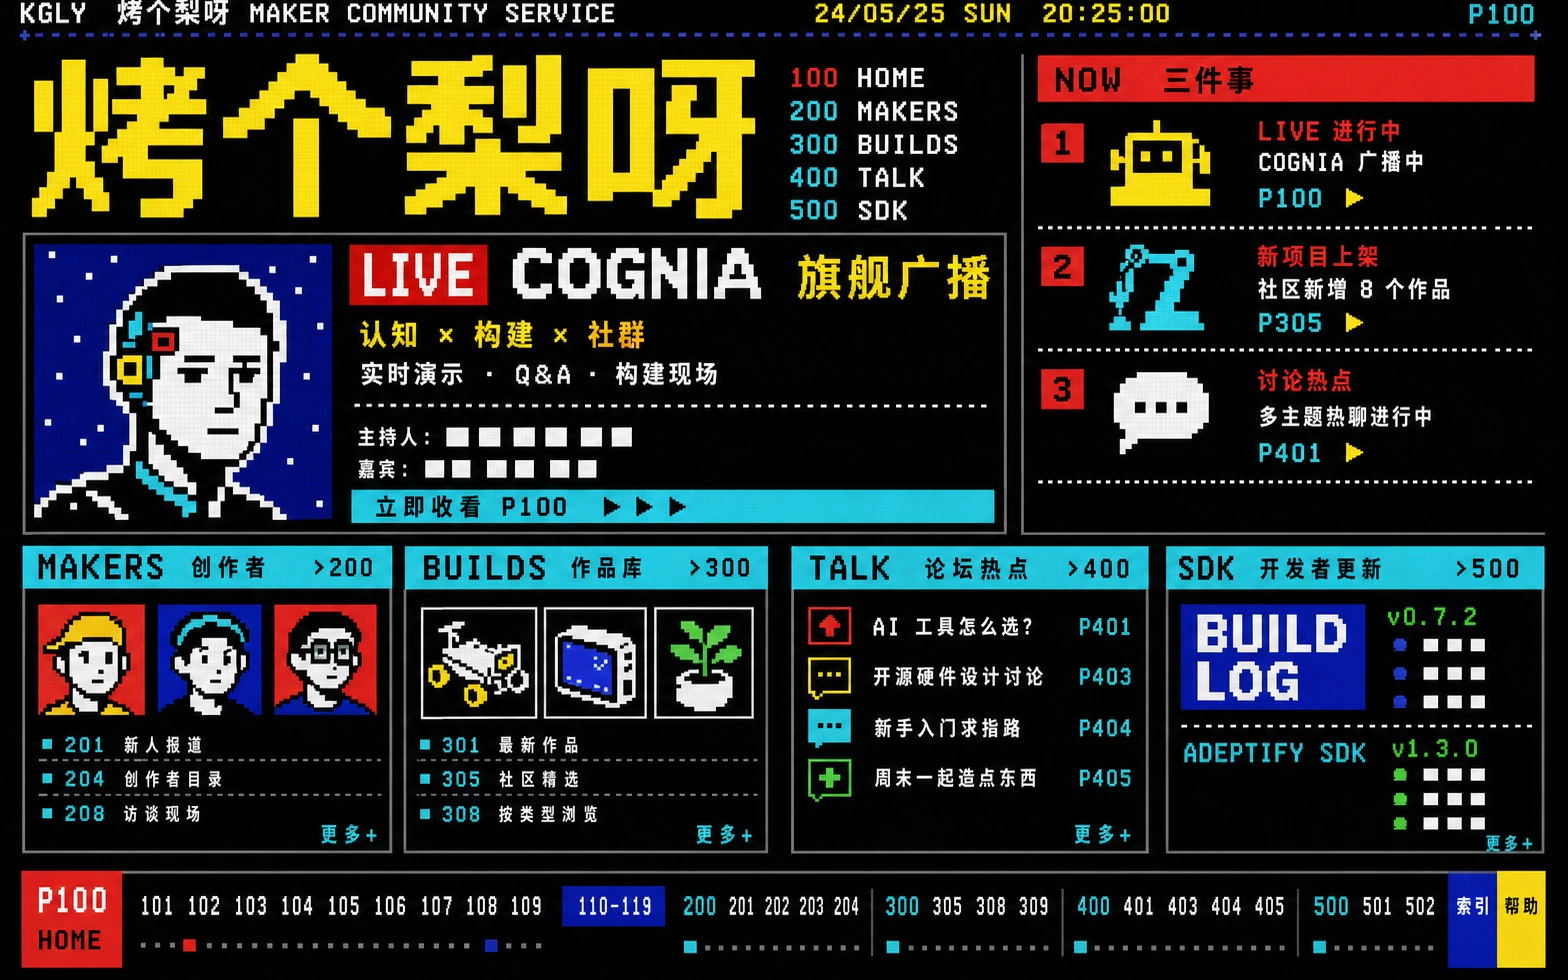 KGLY 烤个梨呀 MAKER COMMUNITY SERVICE 24/05/25 SUN 20:25:00 P100
烤个梨呀
100 HOME
200 MAKERS
300 BUILDS
400 TALK
500 SDK
NOW 三件事
1
LIVE 进行中
COGNIA 广播中
P100 ▶
2
新项目上架
社区新增 8 个作品
P305 ▶
3
讨论热点
多主题热聊进行中
P401 ▶
LIVE COGNIA 旗舰广播
认知 × 构建 × 社群
实时演示 · Q&A · 构建现场
主持人:
嘉宾:
立即收看 P100 ▶ ▶ ▶
MAKERS 创作者 >200
201 新人报道
204 创作者目录
208 访谈现场
更多+
BUILDS 作品库 >300
301 最新作品
305 社区精选
308 按类型浏览
更多+
TALK 论坛热点 >400
AI 工具怎么选? P401
开源硬件设计讨论 P403
新手入门求指路 P404
周末一起造点东西 P405
更多+
SDK 开发者更新 >500
BUILD
LOG
v0.7.2
ADEPTIFY SDK v1.3.0
更多+
P100
HOME
101 102 103 104 105 106 107 108 109 110-119 200 201 202 203 204 300 305 308 309 400 401 403 404 405 500 501 502 索引 帮助